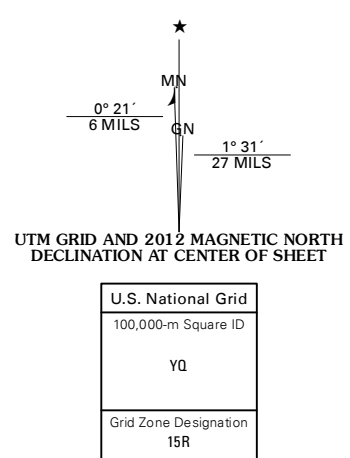 ★
MN
0° 21´
6 MILS
GN
1° 31´
27 MILS
UTM GRID AND 2012 MAGNETIC NORTH
DECLINATION AT CENTER OF SHEET
U.S. National Grid
100,000-m Square ID
YQ
Grid Zone Designation
15R